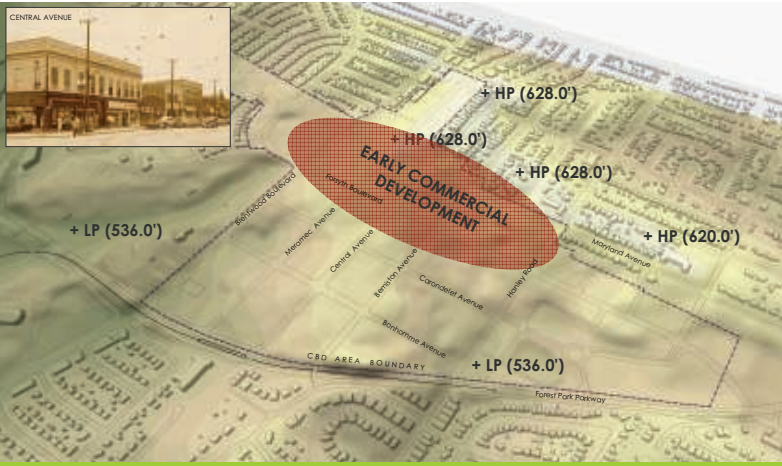 CENTRAL AVENUE
+ HP (628.0')
+ HP (628.0')
+ HP (628.0')
EARLY COMMERCIAL
DEVELOPMENT
Forsyth Boulevard
Brentwood Boulevard
+ LP (536.0')
Meramec Avenue
Central Avenue
Bemiston Avenue
Carondelet Avenue
Hanley Road
Maryland Avenue
+ HP (620.0')
Bonhomme Avenue
CBD AREA BOUNDARY
+ LP (536.0')
Forest Park Parkway